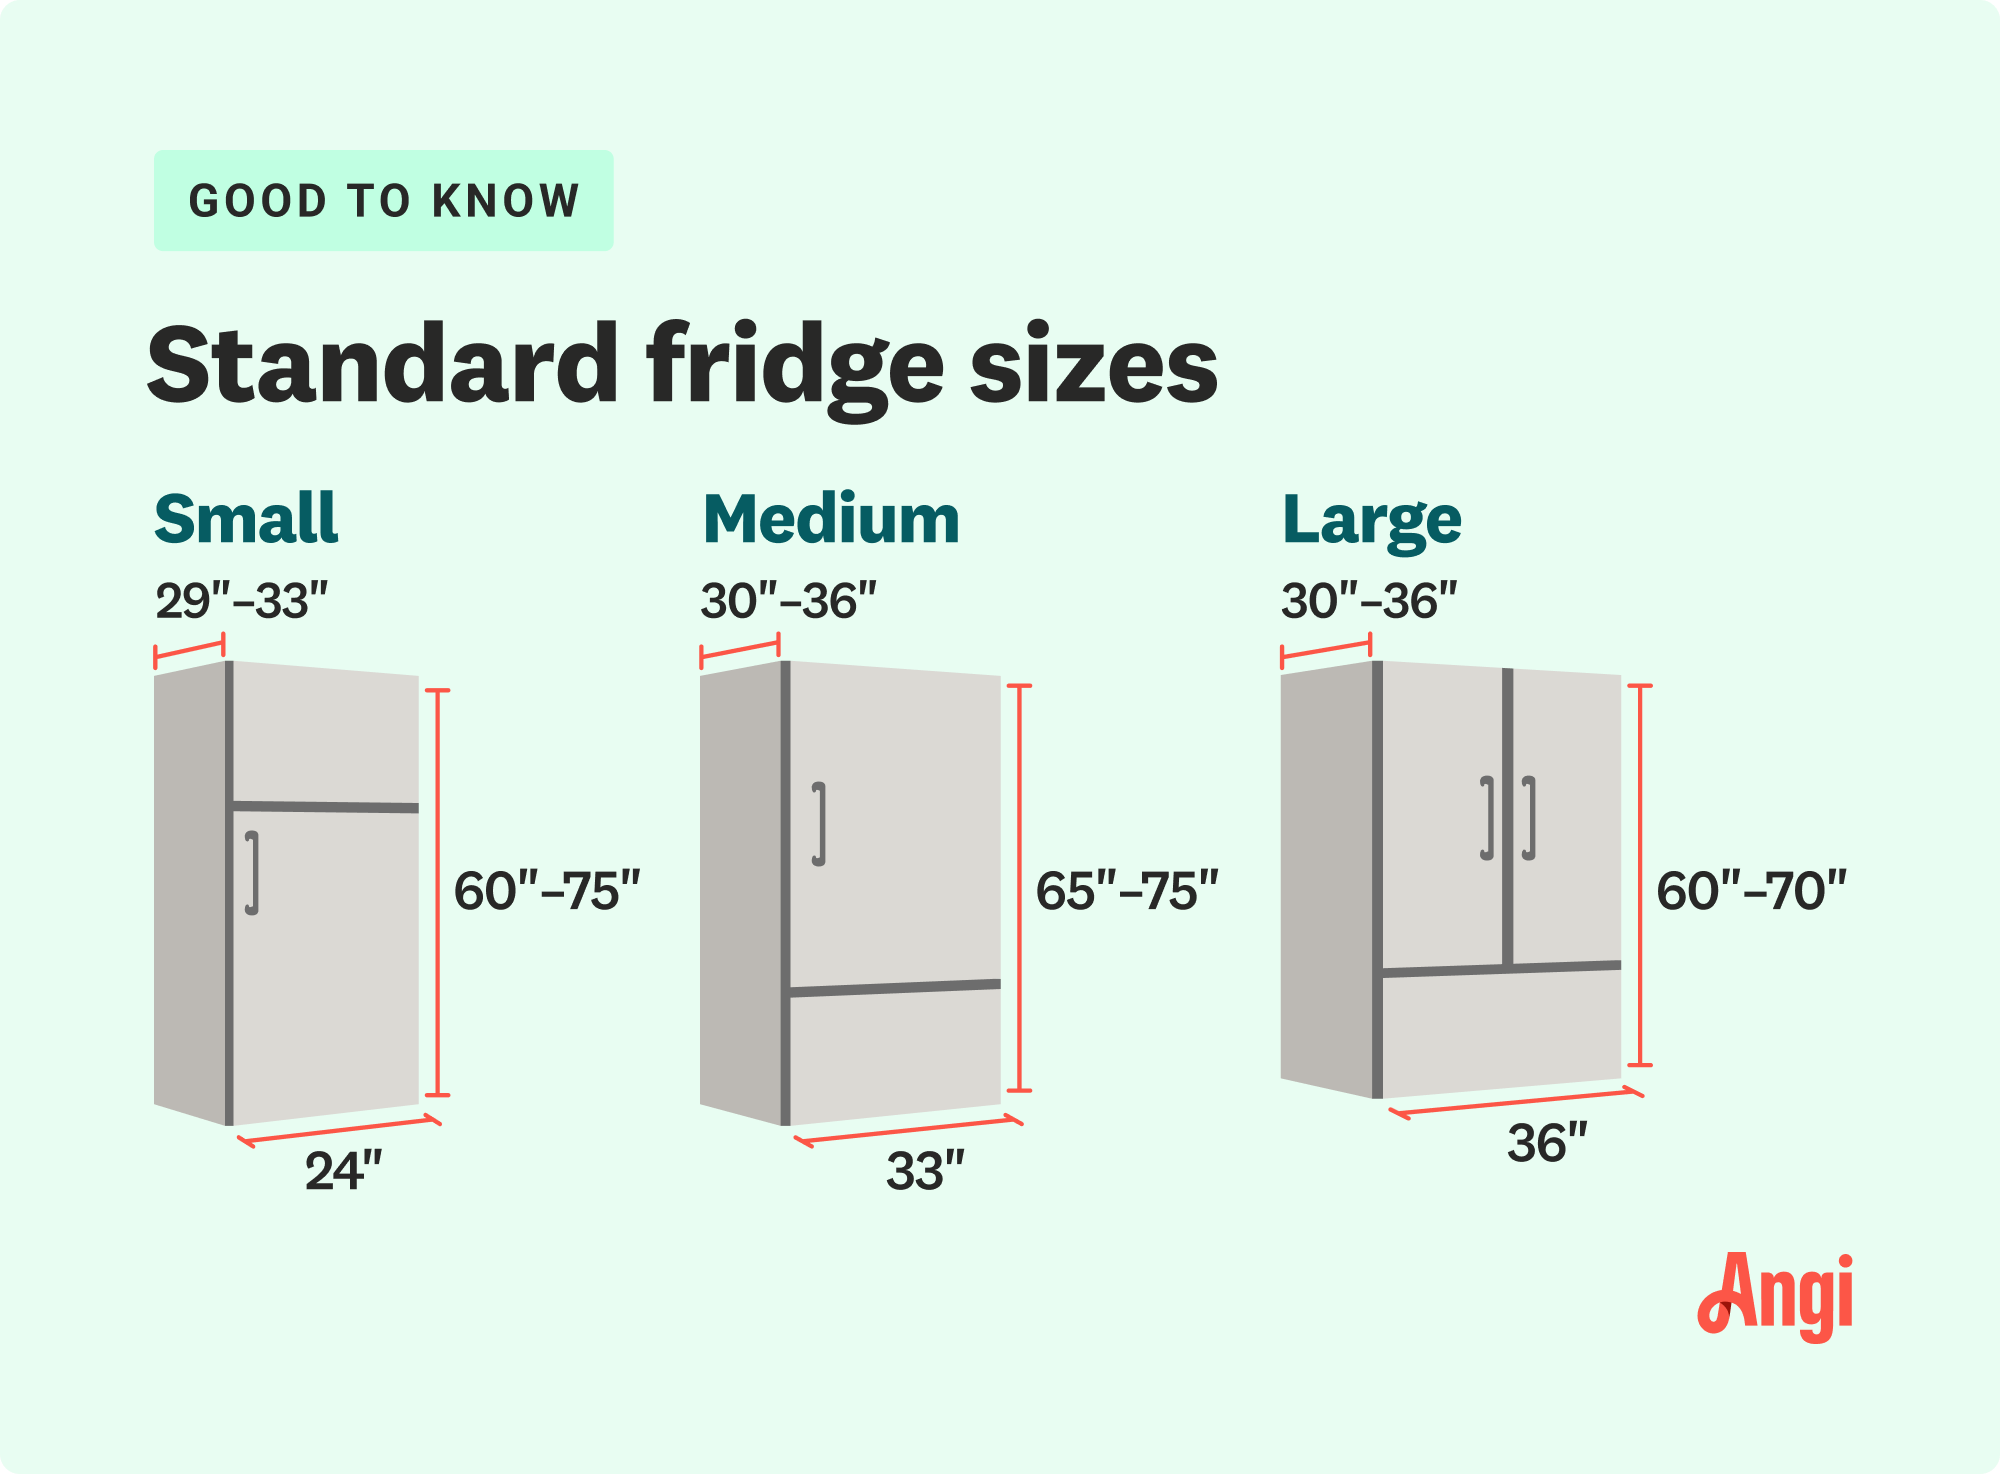 GOOD TO KNOW
Standard fridge sizes
Small
29"–33"
60"–75"
24"
Medium
30"–36"
65"–75"
33"
Large
30"–36"
60"–70"
36"
Angi